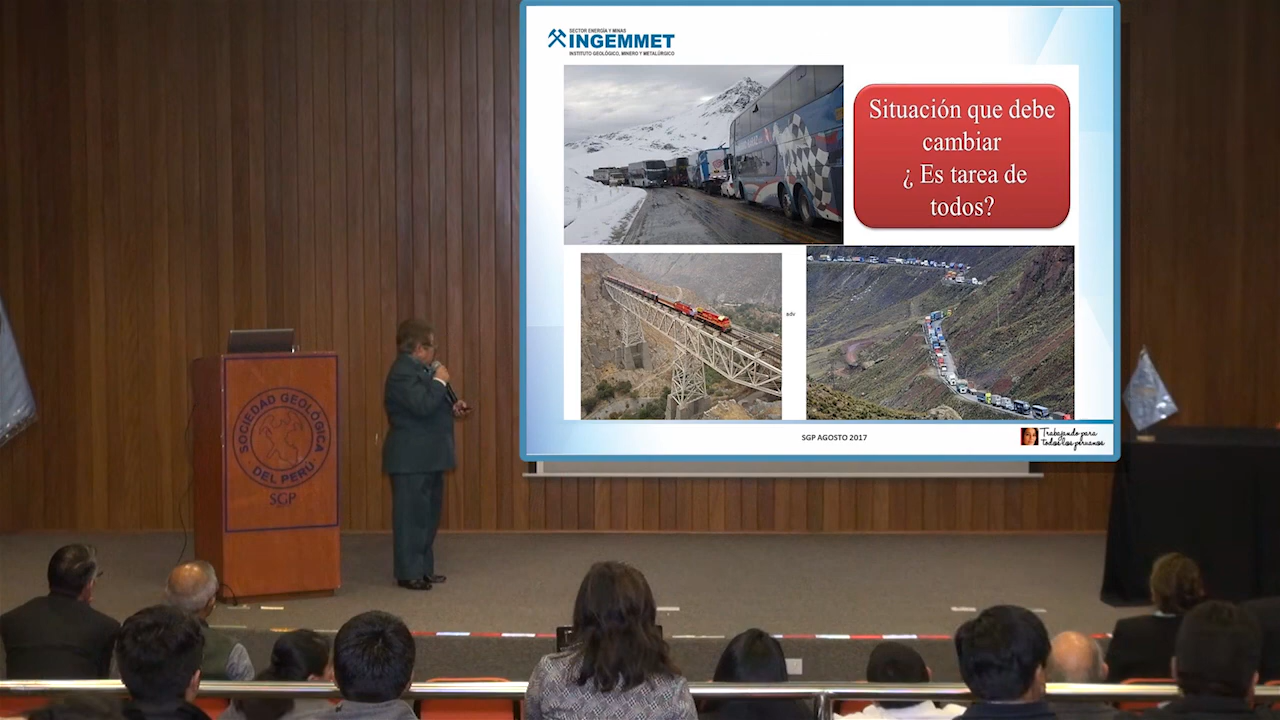 SECTOR ENERGÍA Y MINAS
INGEMMET
INSTITUTO GEOLÓGICO, MINERO Y METALÚRGICO
Situación que debe
cambiar
¿ Es tarea de
todos?
adv
SGP AGOSTO 2017
Trabajando para
todos los peruanos
SOCIEDAD GEOLÓGICA
DEL PERU
SGP